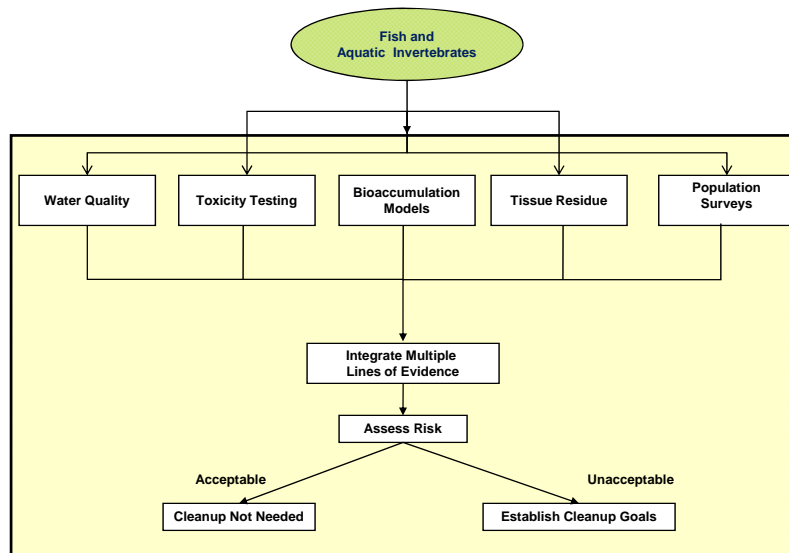 Fish and
Aquatic Invertebrates
Water Quality
Toxicity Testing
Bioaccumulation
Models
Tissue Residue
Population
Surveys
Integrate Multiple
Lines of Evidence
Assess Risk
Acceptable
Unacceptable
Cleanup Not Needed
Establish Cleanup Goals